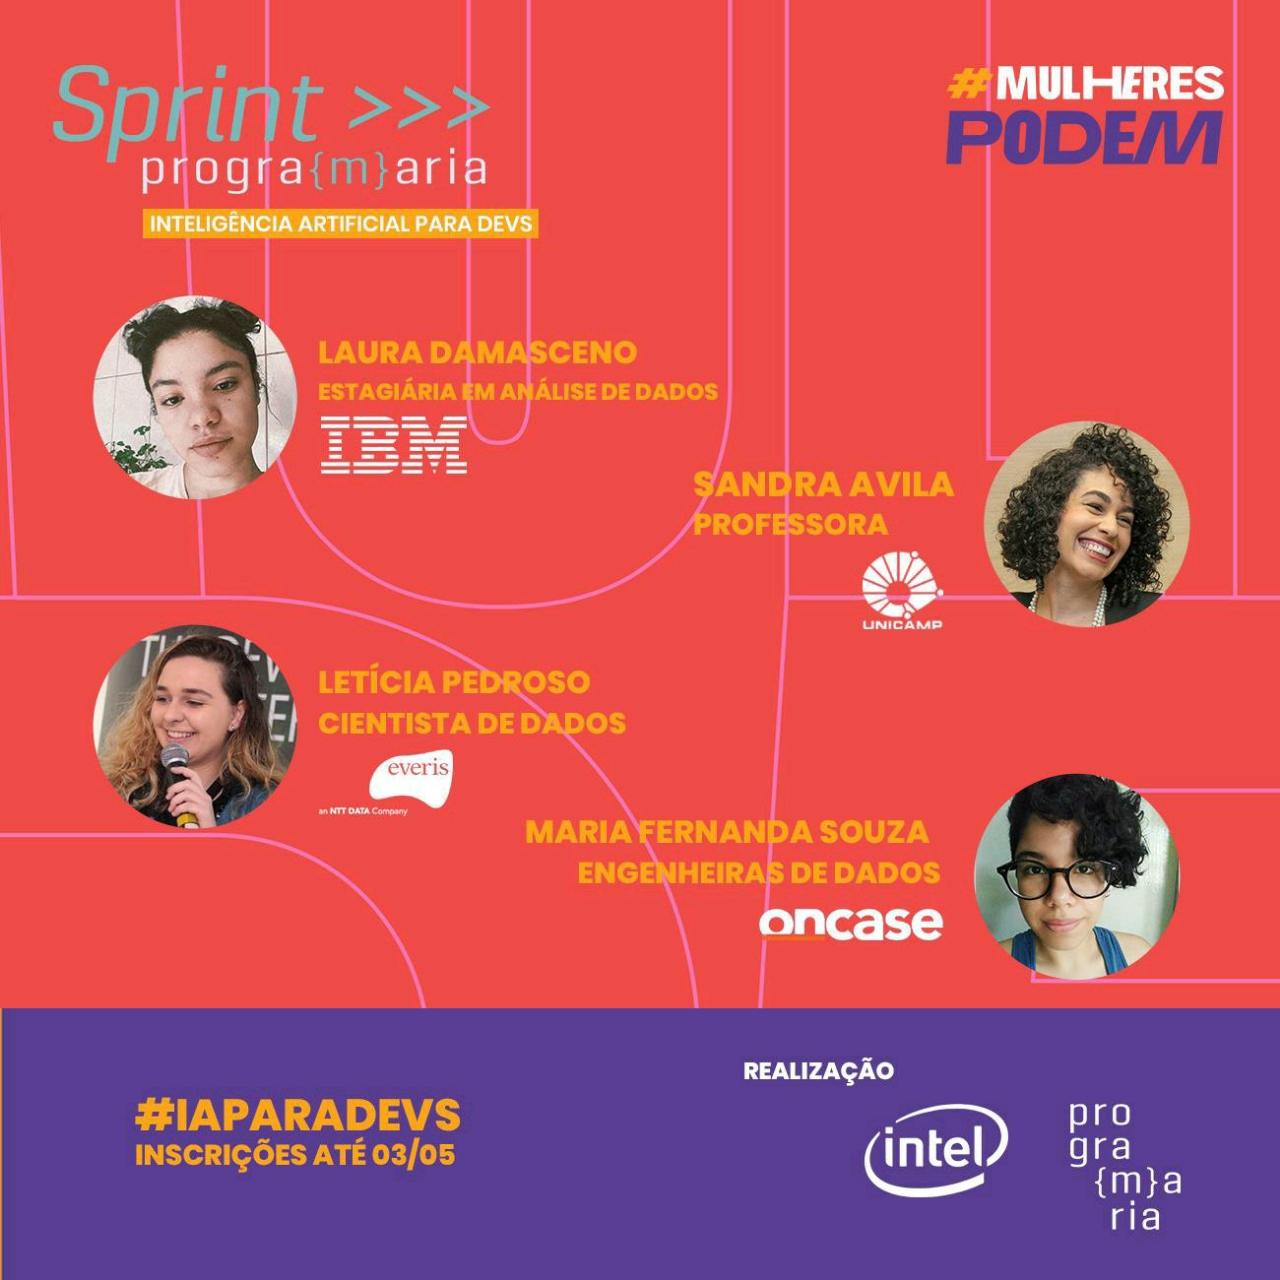 Sprint >>>
progra{m}aria
INTELIGÊNCIA ARTIFICIAL PARA DEVS
#MULHERES
PODEM
LAURA DAMASCENO
ESTAGIÁRIA EM ANÁLISE DE DADOS
IBM
SANDRA AVILA
PROFESSORA
UNICAMP
LETÍCIA PEDROSO
CIENTISTA DE DADOS
everis
an NTT DATA Company
MARIA FERNANDA SOUZA
ENGENHEIRAS DE DADOS
oncase
#IAPARADEVS
INSCRIÇÕES ATÉ 03/05
REALIZAÇÃO
intel
pro
gra
{m}a
ria